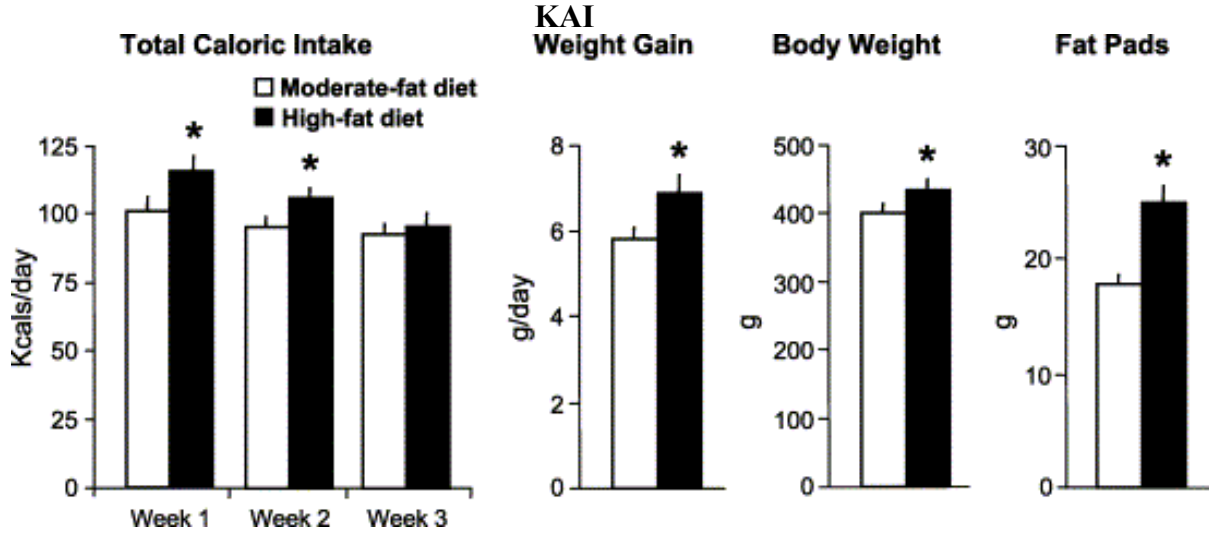 KAI
Total Caloric Intake
Weight Gain
Body Weight
Fat Pads
Moderate-fat diet
High-fat diet
Kcals/day
125
100
75
50
25
0
*
*
Week 1
Week 2
Week 3
g/day
8
6
4
2
0
*
g
500
400
300
200
100
0
*
g
30
20
10
0
*